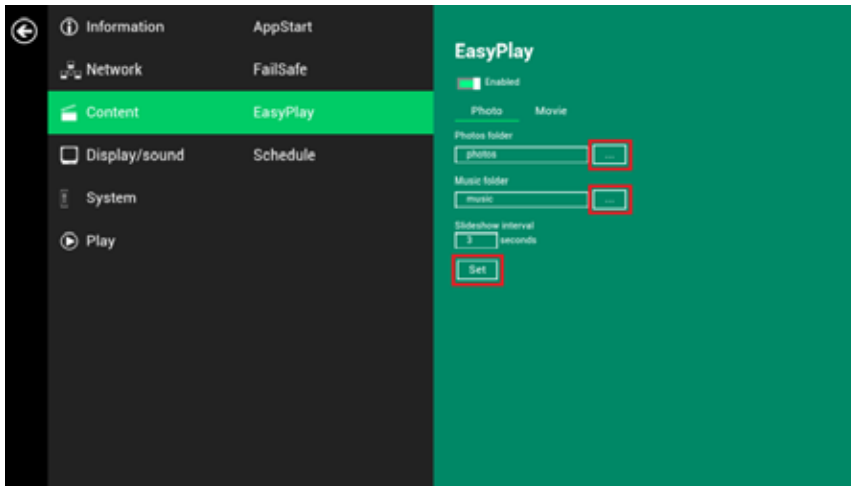 Information
Network
Content
Display/sound
System
Play
AppStart
FailSafe
EasyPlay
Schedule
EasyPlay
Enabled
Photo Movie
Photos folder
photos ...
Music folder
music ...
Slideshow interval
3 seconds
Set